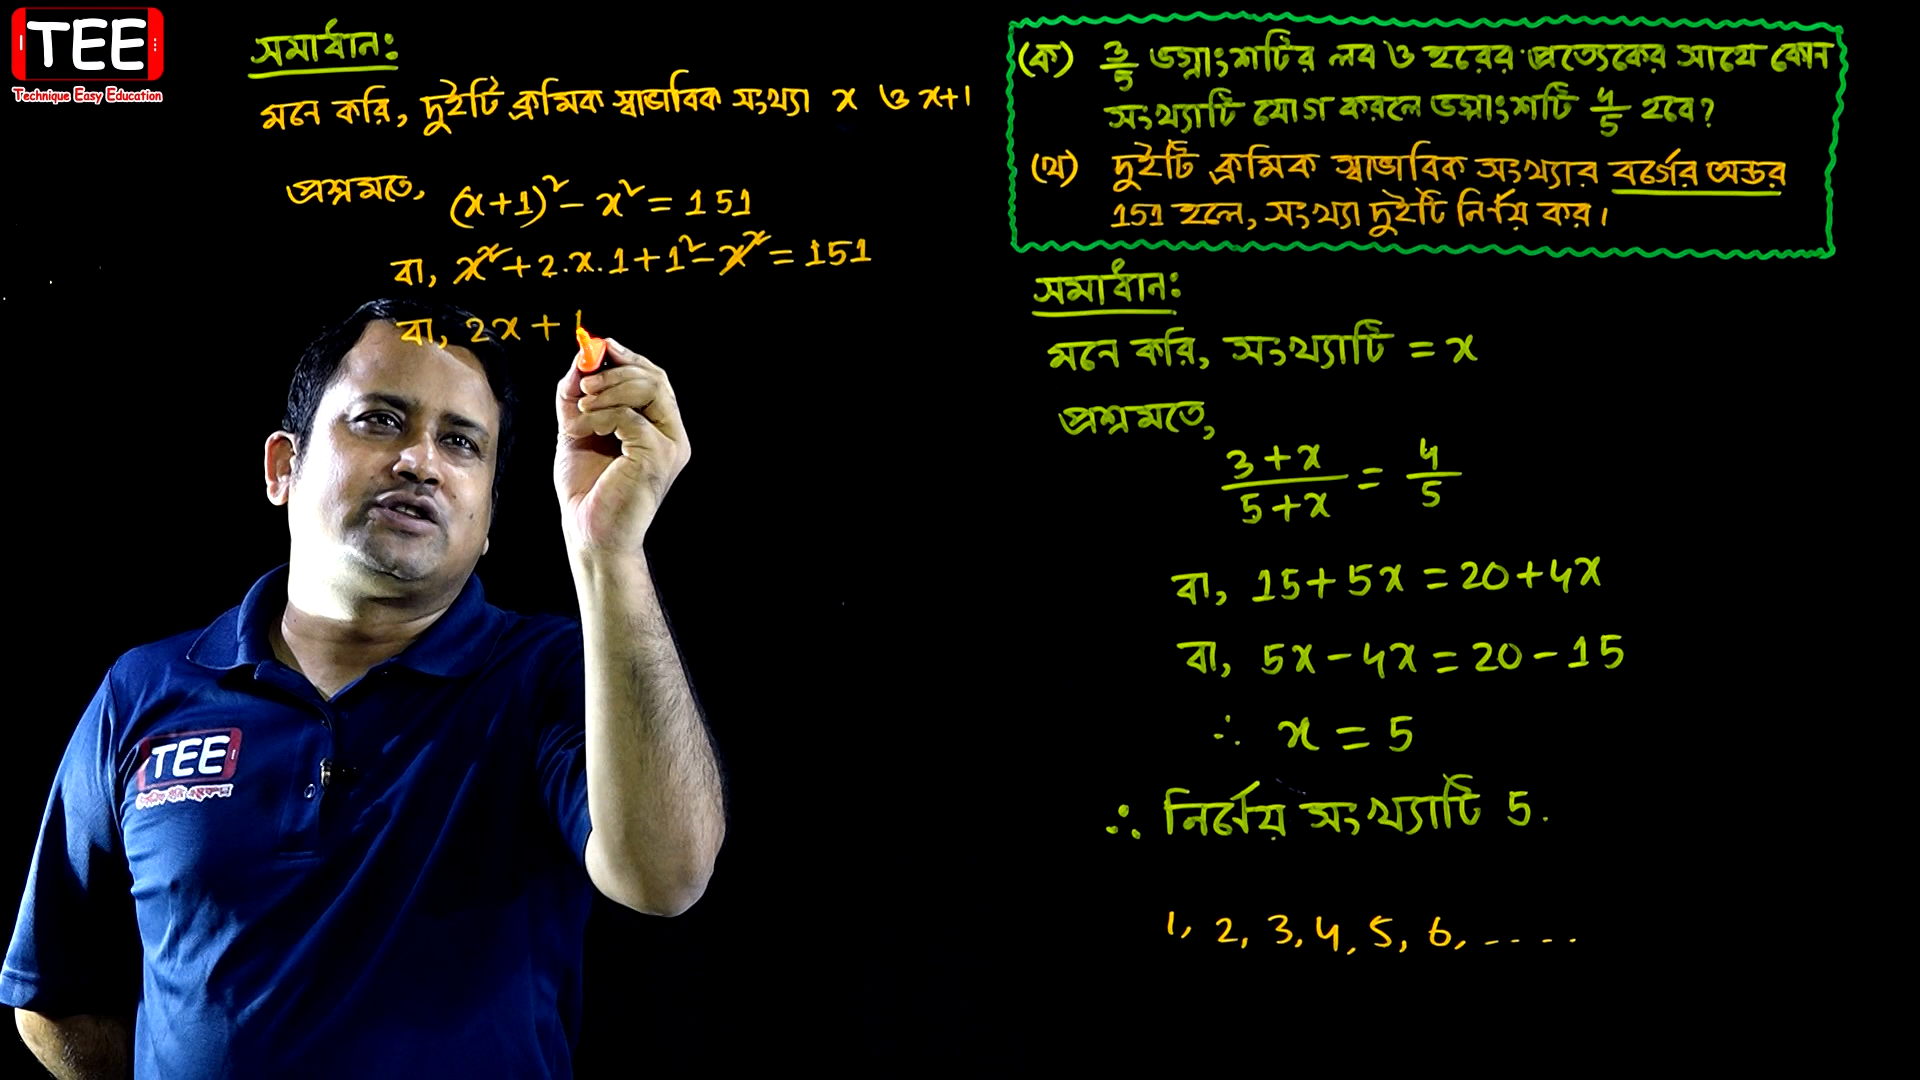 TEE
Technique Easy Education
সমাধান:
মনে করি, দুইটি ক্রমিক স্বাভাবিক সংখ্যা x ও x+1
প্রশ্নমতে, (x+1)² − x² = 151
বা, x² + 2.x.1 + 1² − x² = 151
বা, 2x + 1
(ক) 3/5 ভগ্নাংশটির লব ও হরের প্রত্যেকের সাথে কোন
সংখ্যাটি যোগ করলে ভগ্নাংশটি 4/5 হবে?
(খ) দুইটি ক্রমিক স্বাভাবিক সংখ্যার বর্গের অন্তর
151 হলে, সংখ্যা দুইটি নির্ণয় কর।
সমাধান:
মনে করি, সংখ্যাটি = x
প্রশ্নমতে,
(3+x)/(5+x) = 4/5
বা, 15 + 5x = 20 + 4x
বা, 5x − 4x = 20 − 15
∴ x = 5
∴ নির্ণেয় সংখ্যাটি 5.
1, 2, 3, 4, 5, 6, ----
TEE